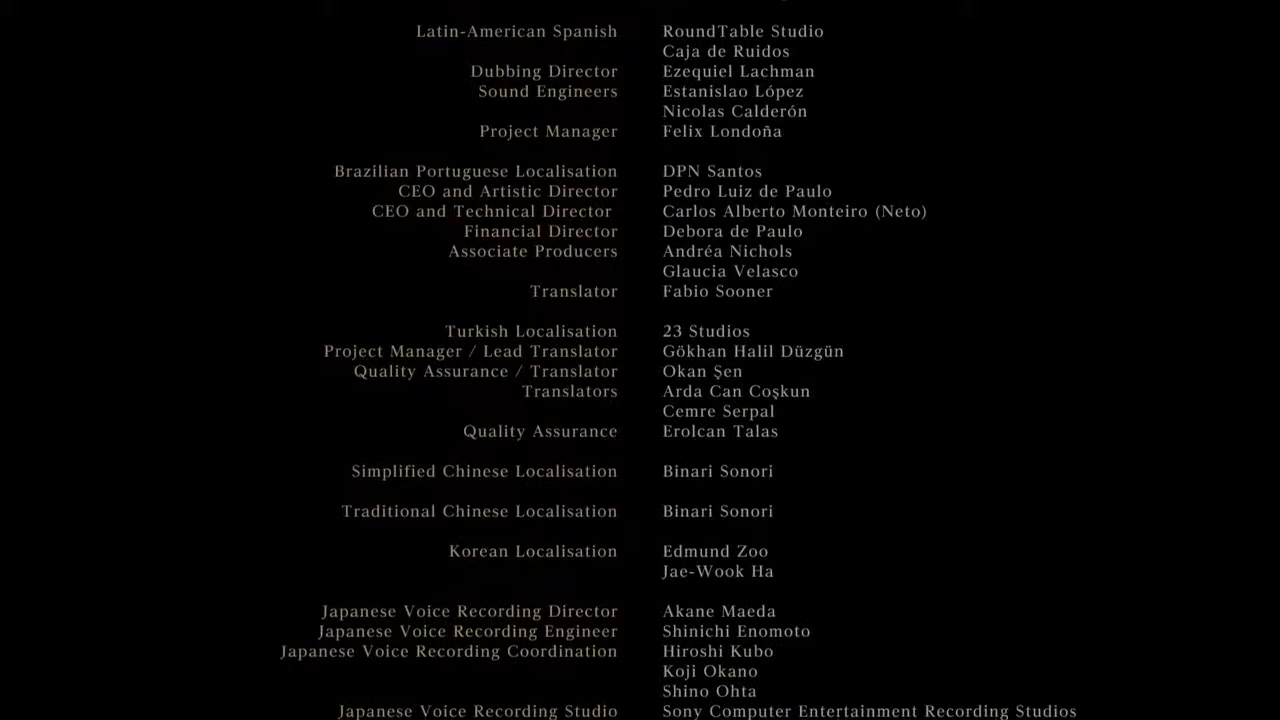 Latin-American Spanish RoundTable Studio
Caja de Ruidos
Dubbing Director Ezequiel Lachman
Sound Engineers Estanislao López
Nicolas Calderón
Project Manager Felix Londoña
Brazilian Portuguese Localisation DPN Santos
CEO and Artistic Director Pedro Luiz de Paulo
CEO and Technical Director Carlos Alberto Monteiro (Neto)
Financial Director Debora de Paulo
Associate Producers Andréa Nichols
Glaucia Velasco
Translator Fabio Sooner
Turkish Localisation 23 Studios
Project Manager / Lead Translator Gökhan Halil Düzgün
Quality Assurance / Translator Okan Şen
Translators Arda Can Coşkun
Cemre Serpal
Quality Assurance Erolcan Talas
Simplified Chinese Localisation Binari Sonori
Traditional Chinese Localisation Binari Sonori
Korean Localisation Edmund Zoo
Jae-Wook Ha
Japanese Voice Recording Director Akane Maeda
Japanese Voice Recording Engineer Shinichi Enomoto
Japanese Voice Recording Coordination Hiroshi Kubo
Koji Okano
Shino Ohta
Japanese Voice Recording Studio Sony Computer Entertainment Recording Studios